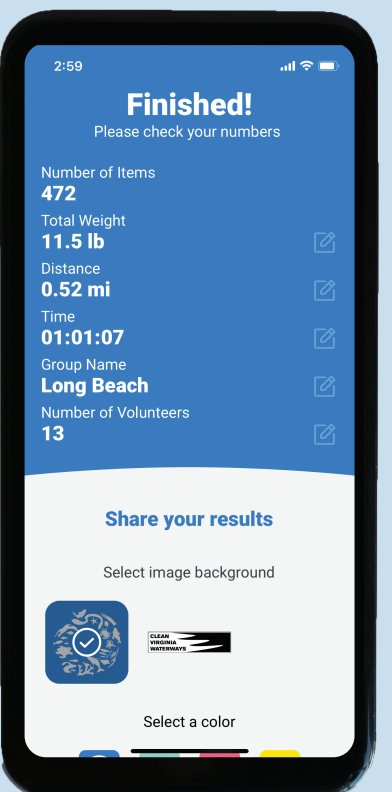 2:59
Finished!
Please check your numbers
Number of Items
472
Total Weight
11.5 lb
Distance
0.52 mi
Time
01:01:07
Group Name
Long Beach
Number of Volunteers
13
Share your results
Select image background
CLEAN
VIRGINIA
WATERWAYS
Select a color